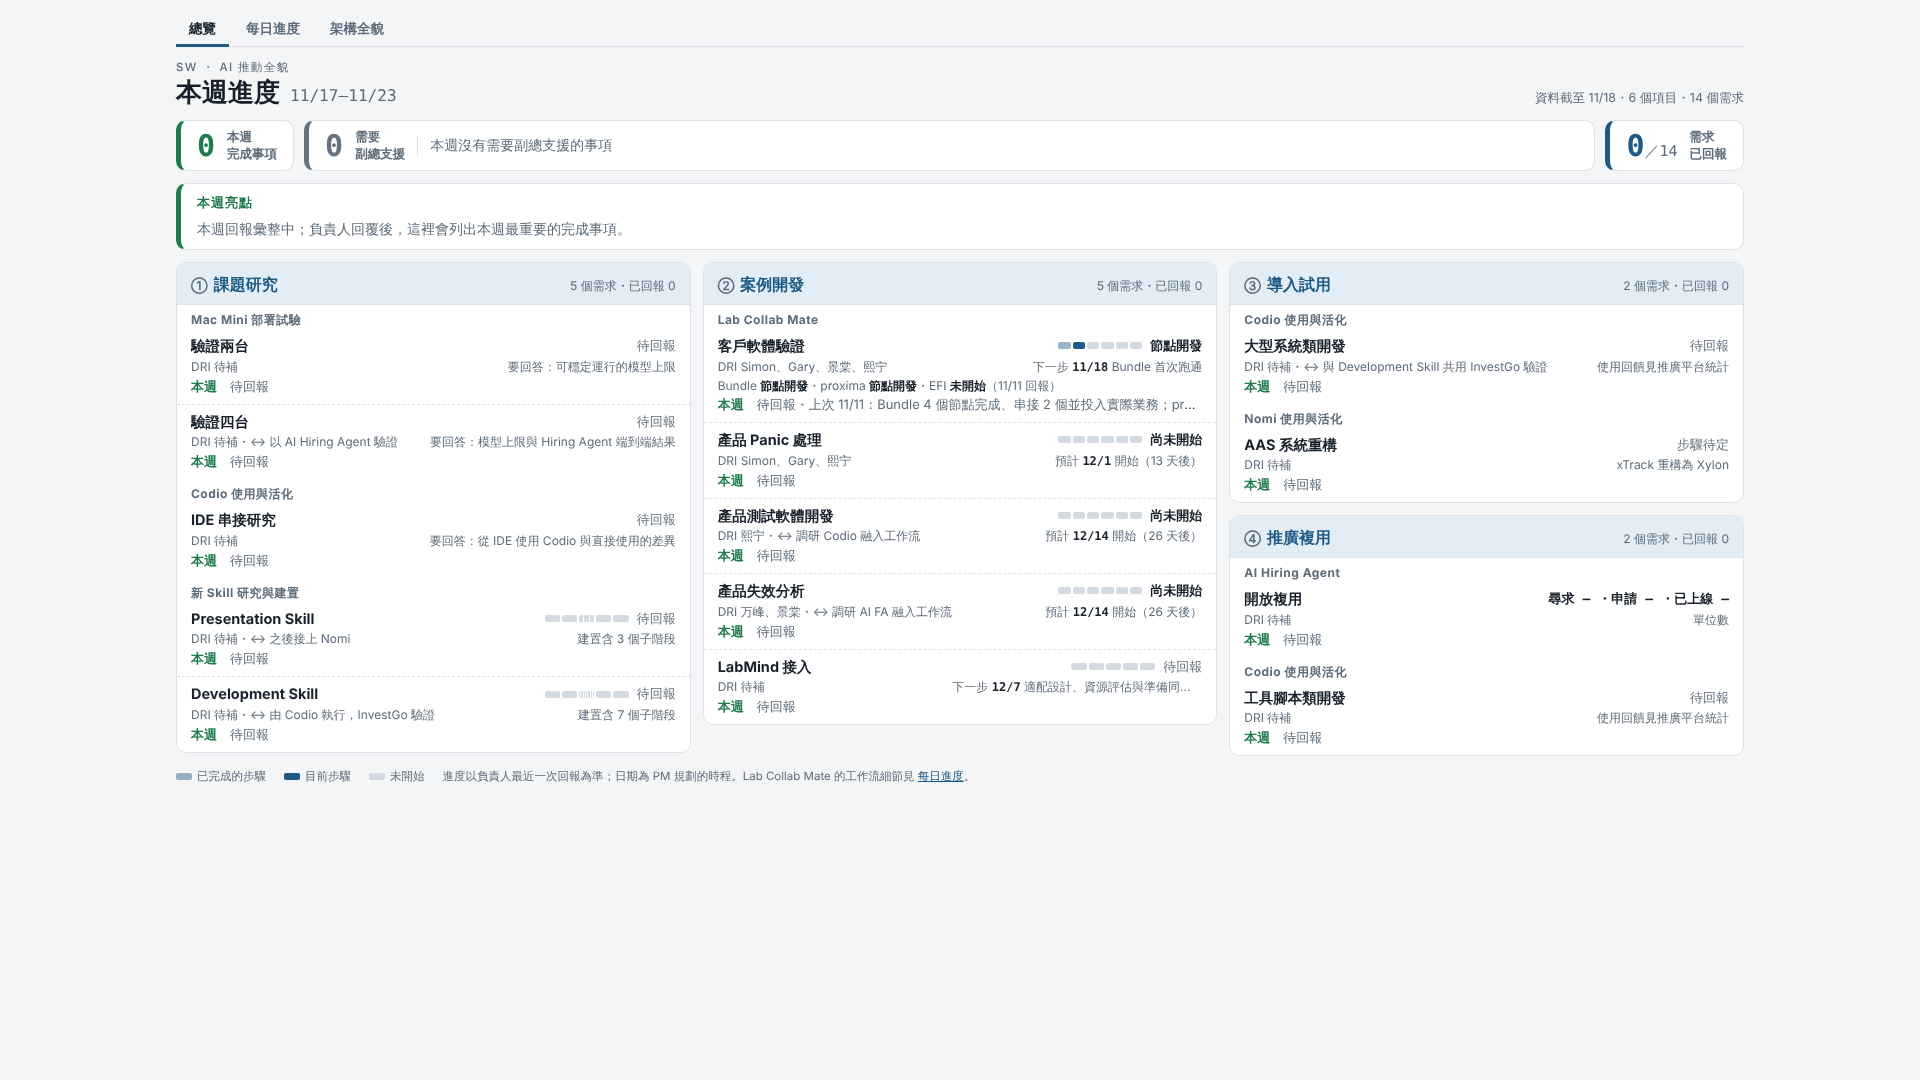 總覽 每日進度 架構全貌
SW · AI 推動全貌
本週進度 11/17–11/23
資料截至 11/18・6 個項目・14 個需求
0 本週完成事項
0 需要副總支援 本週沒有需要副總支援的事項
0／14 需求已回報
本週亮點
本週回報彙整中；負責人回覆後，這裡會列出本週最重要的完成事項。
① 課題研究 5 個需求・已回報 0
Mac Mini 部署試驗
驗證兩台 待回報
DRI 待補 要回答：可穩定運行的模型上限
本週 待回報
驗證四台 待回報
DRI 待補・↔ 以 AI Hiring Agent 驗證 要回答：模型上限與 Hiring Agent 端到端結果
本週 待回報
Codio 使用與活化
IDE 串接研究 待回報
DRI 待補 要回答：從 IDE 使用 Codio 與直接使用的差異
本週 待回報
新 Skill 研究與建置
Presentation Skill 待回報
DRI 待補・↔ 之後接上 Nomi 建置含 3 個子階段
本週 待回報
Development Skill 待回報
DRI 待補・↔ 由 Codio 執行，InvestGo 驗證 建置含 7 個子階段
本週 待回報
② 案例開發 5 個需求・已回報 0
Lab Collab Mate
客戶軟體驗證 節點開發
DRI Simon、Gary、景棠、熙宁 下一步 11/18 Bundle 首次跑通
Bundle 節點開發・proxima 節點開發・EFI 未開始（11/11 回報）
本週 待回報・上次 11/11：Bundle 4 個節點完成、串接 2 個並投入實際業務；pr…
產品 Panic 處理 尚未開始
DRI Simon、Gary、熙宁 預計 12/1 開始（13 天後）
本週 待回報
產品測試軟體開發 尚未開始
DRI 熙宁・↔ 調研 Codio 融入工作流 預計 12/14 開始（26 天後）
本週 待回報
產品失效分析 尚未開始
DRI 万峰、景棠・↔ 調研 AI FA 融入工作流 預計 12/14 開始（26 天後）
本週 待回報
LabMind 接入 待回報
DRI 待補 下一步 12/7 適配設計、資源評估與準備同…
本週 待回報
③ 導入試用 2 個需求・已回報 0
Codio 使用與活化
大型系統類開發 待回報
DRI 待補・↔ 與 Development Skill 共用 InvestGo 驗證 使用回饋見推廣平台統計
本週 待回報
Nomi 使用與活化
AAS 系統重構 步驟待定
DRI 待補 xTrack 重構為 Xylon
本週 待回報
④ 推廣複用 2 個需求・已回報 0
AI Hiring Agent
開放複用 尋求 – ・申請 – ・已上線 –
DRI 待補 單位數
本週 待回報
Codio 使用與活化
工具腳本類開發 待回報
DRI 待補 使用回饋見推廣平台統計
本週 待回報
已完成的步驟 目前步驟 未開始 進度以負責人最近一次回報為準；日期為 PM 規劃的時程。Lab Collab Mate 的工作流細節見 每日進度。